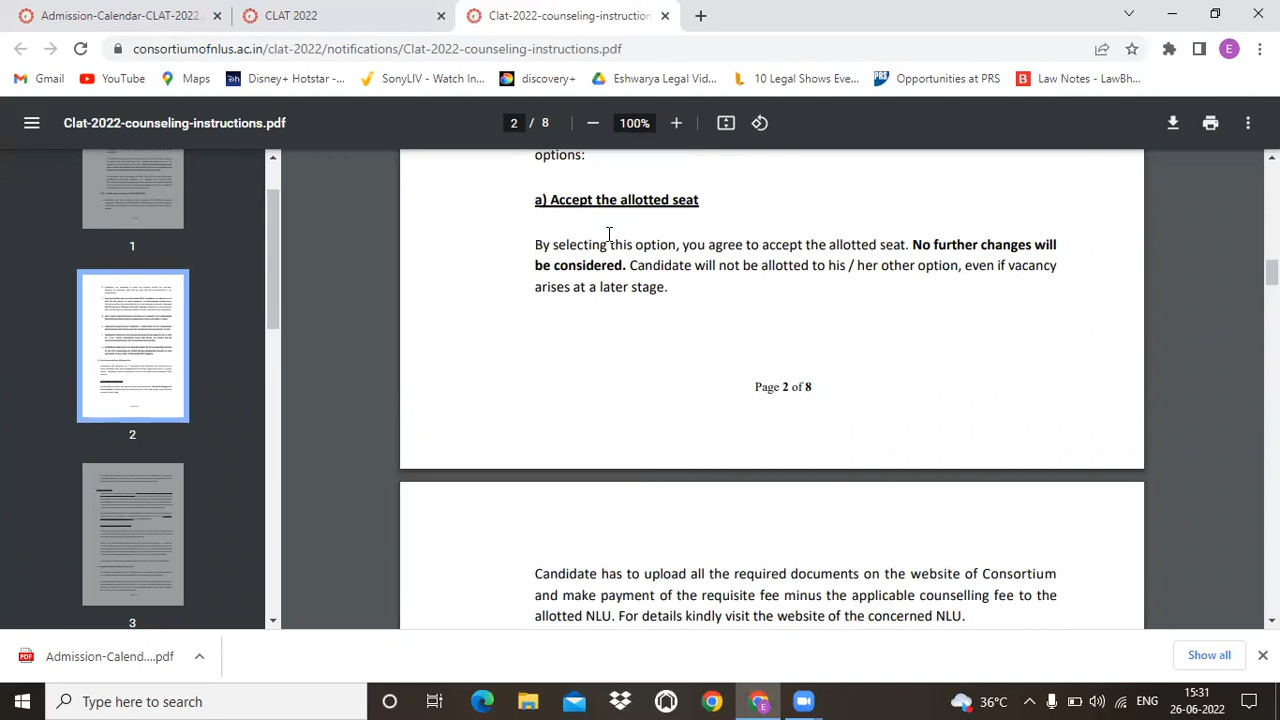 Admission-Calendar-CLAT-2022
CLAT 2022
Clat-2022-counseling-instruction
consortiumofnlus.ac.in/clat-2022/notifications/Clat-2022-counseling-instructions.pdf
E
Gmail
YouTube
Maps
Disney+ Hotstar -...
SonyLIV - Watch In...
discovery+
Eshwarya Legal Vid...
10 Legal Shows Eve...
PRS
Opportunities at PRS
B
Law Notes - LawBh...
Clat-2022-counseling-instructions.pdf
2 / 8
100%
1
2
3
options:
a) Accept the allotted seat
By selecting this option, you agree to accept the allotted seat. No further changes will
be considered. Candidate will not be allotted to his / her other option, even if vacancy
arises at a later stage.
Page 2 of 8
Candidate has to upload all the required documents on the website of Consortium
and make payment of the requisite fee minus the applicable counselling fee to the
allotted NLU. For details kindly visit the website of the concerned NLU.
Admission-Calend....pdf
Show all
Type here to search
36°C
ENG
15:31
26-06-2022